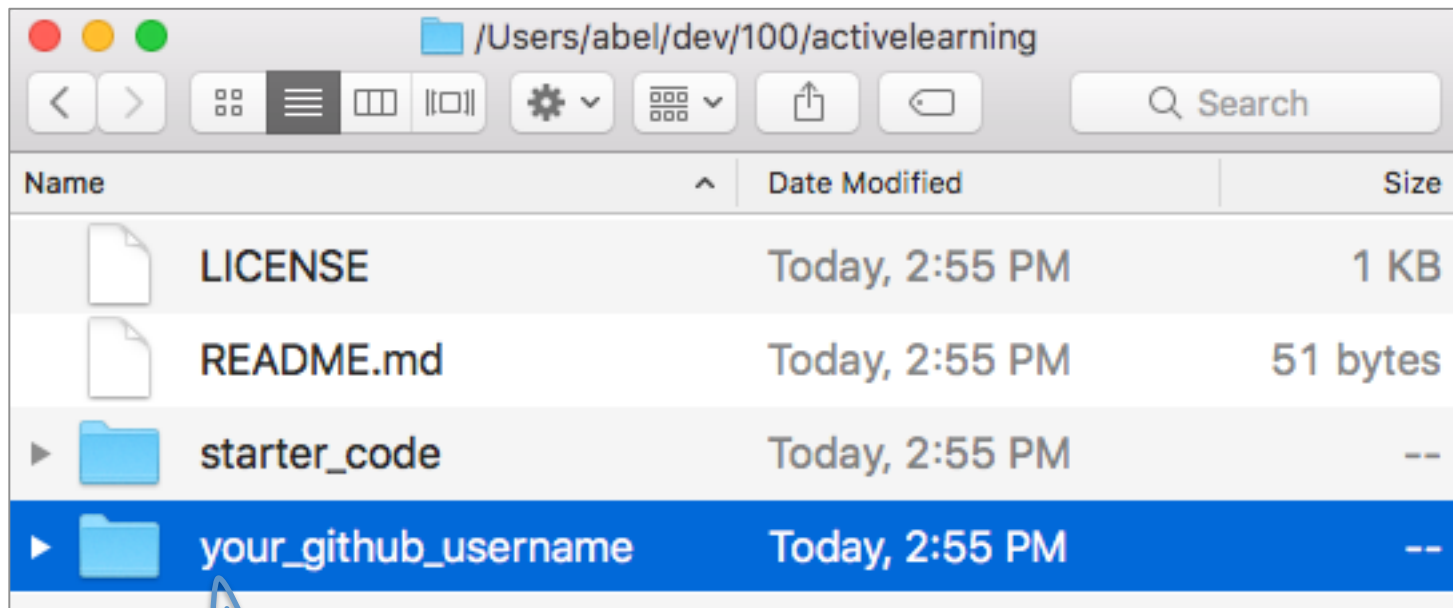 /Users/abel/dev/100/activelearning
Search
Name Date Modified Size
LICENSE Today, 2:55 PM 1 KB
README.md Today, 2:55 PM 51 bytes
starter_code Today, 2:55 PM --
your_github_username Today, 2:55 PM --